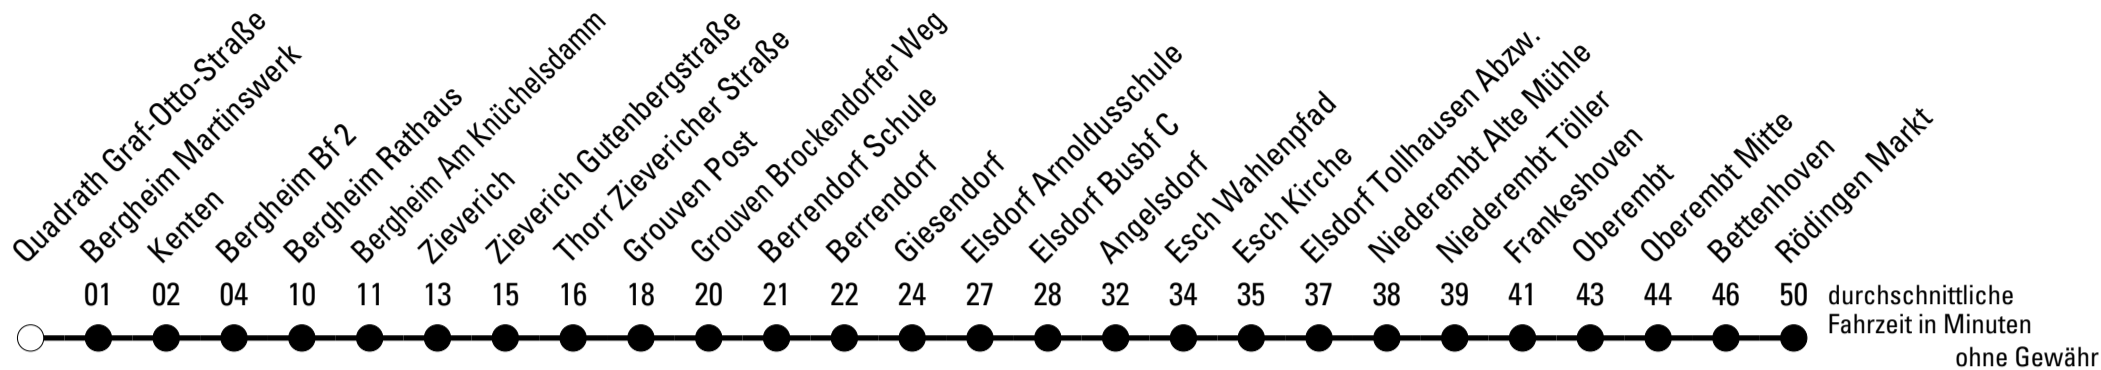 Quadrath Graf-Otto-Straße
Bergheim Martinswerk
Kenten
Bergheim Bf 2
Bergheim Rathaus
Bergheim Am Knüchelsdamm
Zieverich
Zieverich Gutenbergstraße
Thorr Zievericher Straße
Grouven Post
Grouven Brockendorfer Weg
Berrendorf Schule
Berrendorf
Giesendorf
Elsdorf Arnoldusschule
Elsdorf Busbf C
Angelsdorf
Esch Wahlenpfad
Esch Kirche
Elsdorf Tollhausen Abzw.
Niederembt Alte Mühle
Niederembt Töller
Frankeshoven
Oberembt
Oberembt Mitte
Bettenhoven
Rödingen Markt
01 02 04 10 11 13 15 16 18 20 21 22 24 27 28 32 34 35 37 38 39 41 43 44 46 50 durchschnittliche
Fahrzeit in Minuten
ohne Gewähr